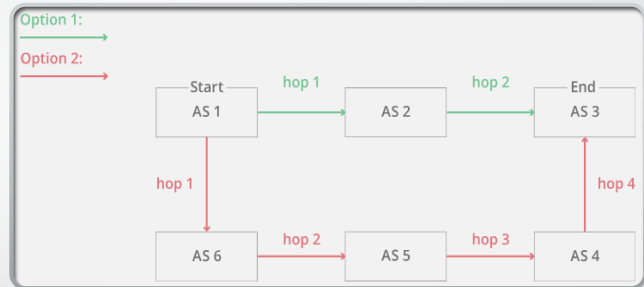 Option 1:
Option 2:
Start
hop 1
hop 2
End
AS 1
AS 2
AS 3
hop 1
hop 4
hop 2
hop 3
AS 6
AS 5
AS 4